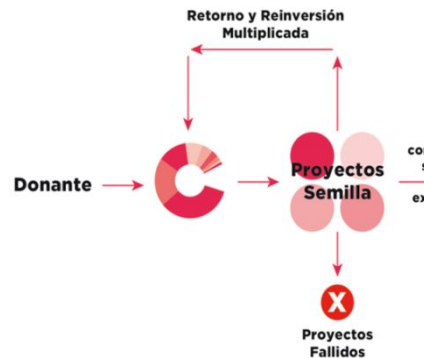 Retorno y Reinversión
Multiplicada
Donante
Proyectos
Semilla
X
Proyectos
Fallidos